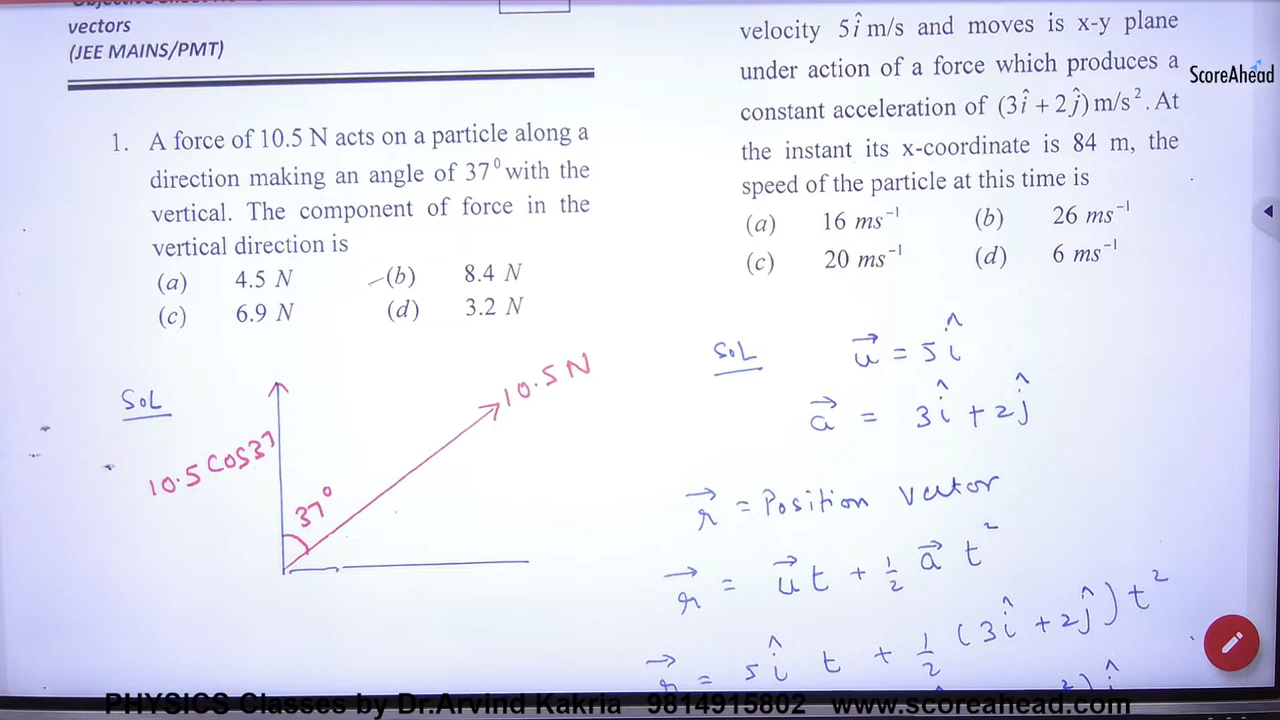 vectors
(JEE MAINS/PMT)
1. A force of 10.5 N acts on a particle along a
direction making an angle of 37⁰ with the
vertical. The component of force in the
vertical direction is
(a) 4.5 N (b) 8.4 N
(c) 6.9 N (d) 3.2 N
SOL
10.5 N
10.5 COS37
37°
velocity 5î m/s and moves is x-y plane
under action of a force which produces a
constant acceleration of (3î + 2ĵ) m/s². At
the instant its x-coordinate is 84 m, the
speed of the particle at this time is
(a) 16 ms⁻¹ (b) 26 ms⁻¹
(c) 20 ms⁻¹ (d) 6 ms⁻¹
SOL u⃗ = 5î
a⃗ = 3î + 2ĵ
r⃗ = Position vector
r⃗ = u⃗t + ½ a⃗ t²
r⃗ = 5î t + ½ (3î + 2ĵ) t²
ScoreAhead
PHYSICS Classes by Dr.Arvind Kakria 9814915802 www.scoreahead.com